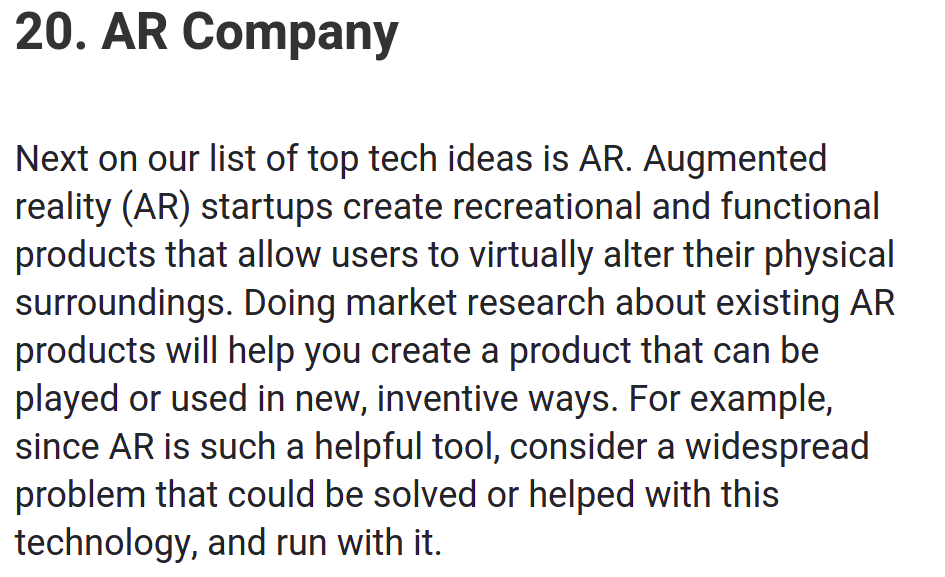 20. AR Company
Next on our list of top tech ideas is AR. Augmented
reality (AR) startups create recreational and functional
products that allow users to virtually alter their physical
surroundings. Doing market research about existing AR
products will help you create a product that can be
played or used in new, inventive ways. For example,
since AR is such a helpful tool, consider a widespread
problem that could be solved or helped with this
technology, and run with it.